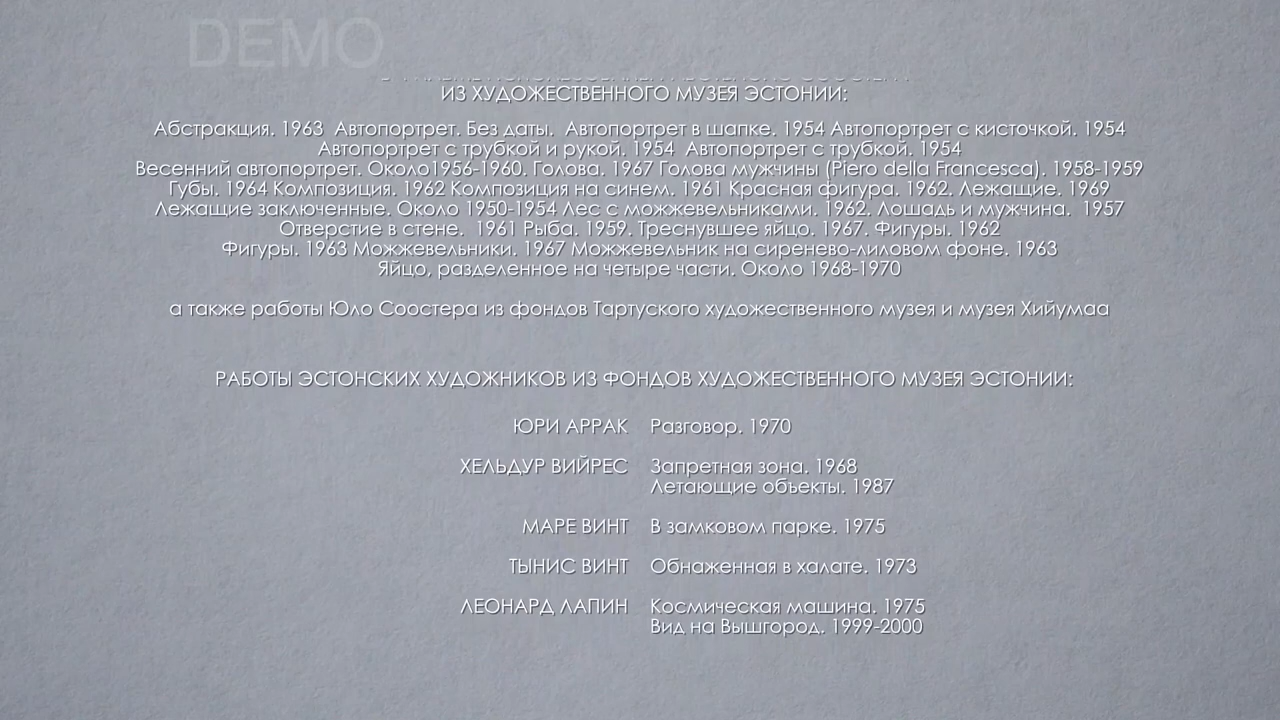 DEMO
ИЗ ХУДОЖЕСТВЕННОГО МУЗЕЯ ЭСТОНИИ:
Абстракция. 1963 Автопортрет. Без даты. Автопортрет в шапке. 1954 Автопортрет с кисточкой. 1954
Автопортрет с трубкой и рукой. 1954 Автопортрет с трубкой. 1954
Весенний автопортрет. Около1956-1960. Голова. 1967 Голова мужчины (Piero della Francesca). 1958-1959
Губы. 1964 Композиция. 1962 Композиция на синем. 1961 Красная фигура. 1962. Лежащие. 1969
Лежащие заключенные. Около 1950-1954 Лес с можжевельниками. 1962. Лошадь и мужчина. 1957
Отверстие в стене. 1961 Рыба. 1959. Треснувшее яйцо. 1967. Фигуры. 1962
Фигуры. 1963 Можжевельники. 1967 Можжевельник на сиренево-лиловом фоне. 1963
Яйцо, разделенное на четыре части. Около 1968-1970
а также работы Юло Соостера из фондов Тартуского художественного музея и музея Хийумаа
РАБОТЫ ЭСТОНСКИХ ХУДОЖНИКОВ ИЗ ФОНДОВ ХУДОЖЕСТВЕННОГО МУЗЕЯ ЭСТОНИИ:
ЮРИ АРРАК Разговор. 1970
ХЕЛЬДУР ВИЙРЕС Запретная зона. 1968
Летающие объекты. 1987
МАРЕ ВИНТ В замковом парке. 1975
ТЫНИС ВИНТ Обнаженная в халате. 1973
ЛЕОНАРД ЛАПИН Космическая машина. 1975
Вид на Вышгород. 1999-2000